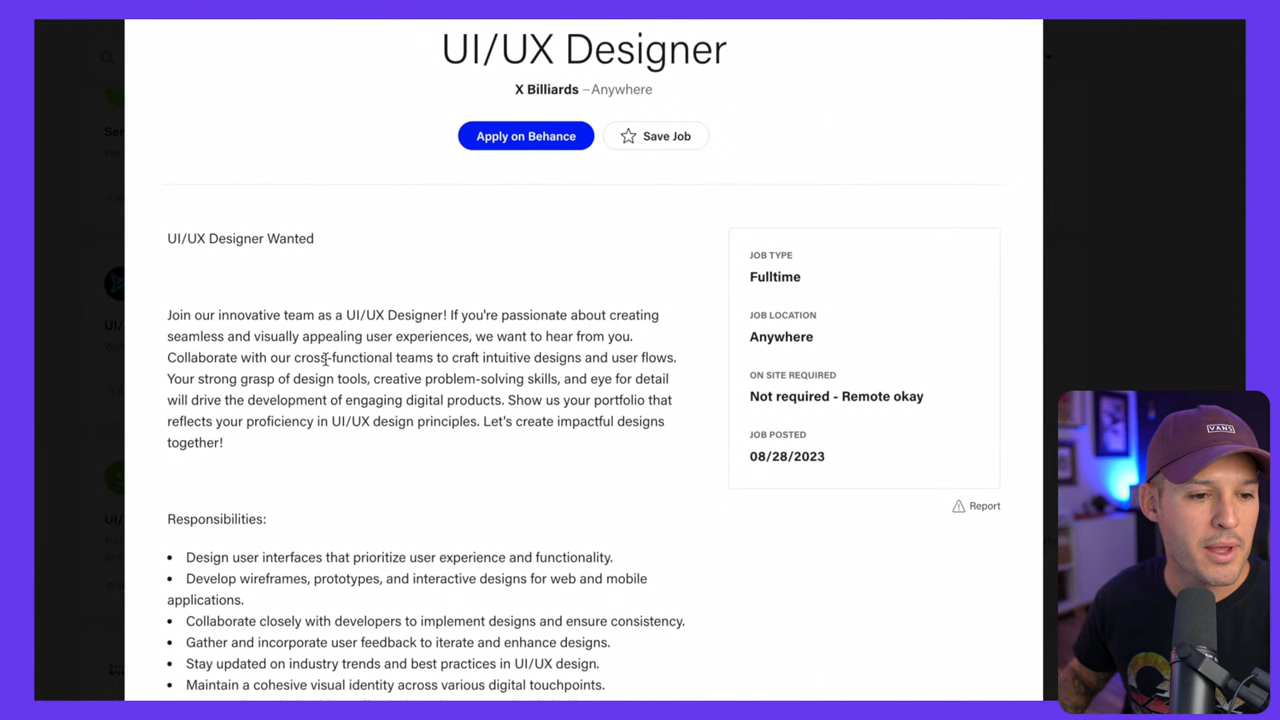 UI/UX Designer
X Billiards – Anywhere
Apply on Behance
Save Job
UI/UX Designer Wanted
Join our innovative team as a UI/UX Designer! If you're passionate about creating
seamless and visually appealing user experiences, we want to hear from you.
Collaborate with our cross-functional teams to craft intuitive designs and user flows.
Your strong grasp of design tools, creative problem-solving skills, and eye for detail
will drive the development of engaging digital products. Show us your portfolio that
reflects your proficiency in UI/UX design principles. Let's create impactful designs
together!
Responsibilities:
• Design user interfaces that prioritize user experience and functionality.
• Develop wireframes, prototypes, and interactive designs for web and mobile
applications.
• Collaborate closely with developers to implement designs and ensure consistency.
• Gather and incorporate user feedback to iterate and enhance designs.
• Stay updated on industry trends and best practices in UI/UX design.
• Maintain a cohesive visual identity across various digital touchpoints.
JOB TYPE
Fulltime
JOB LOCATION
Anywhere
ON SITE REQUIRED
Not required - Remote okay
JOB POSTED
08/28/2023
Report
VANS